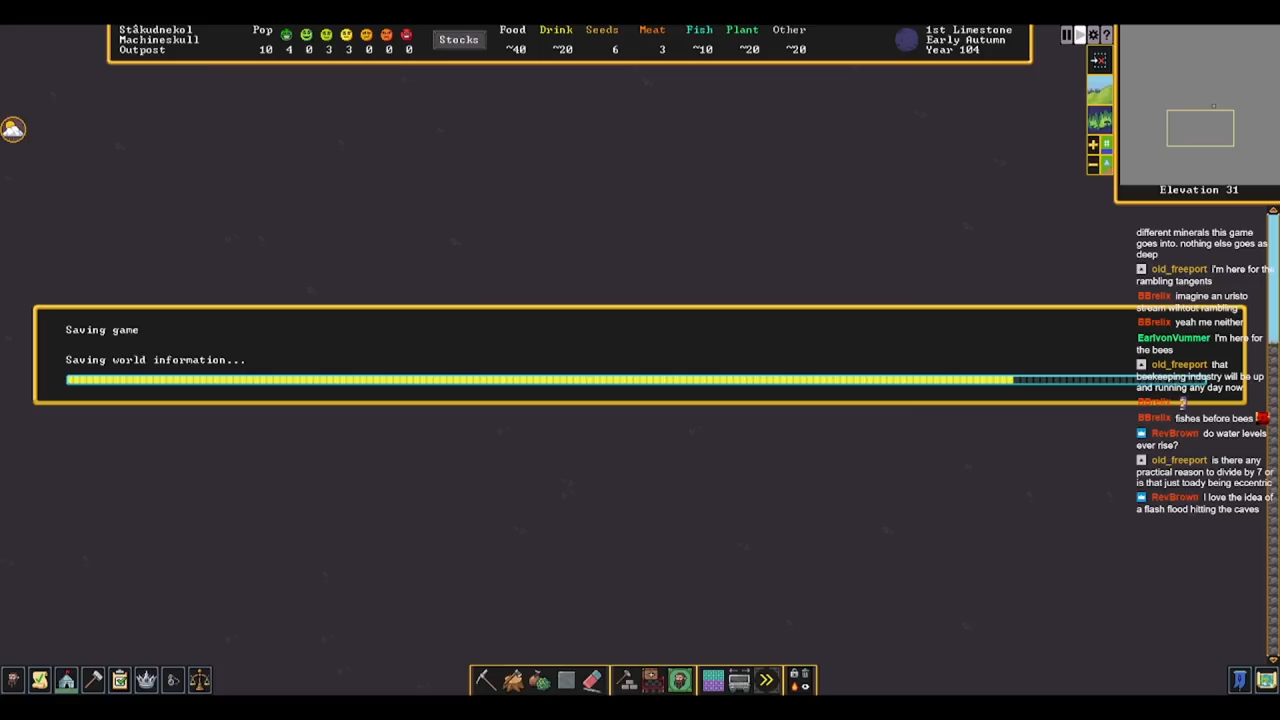 Stâkudnekol Pop Food Drink Seeds Meat Fish Plant Other 1st Limestone
Machineskull Stocks Early Autumn
Outpost 10 4 0 3 3 0 0 0 ~40 ~20 6 3 ~10 ~20 ~20 Year 104
Elevation 31
different minerals this game
goes into. nothing else goes as
deep
old_freeport I'm here for the
rambling tangents
BBrelix imagine an uristo
stream wihtout rambling
BBrelix yeah me neither
EarlvonVummer I'm here for
the bees
old_freeport that
beekeeping industry will be up
and running any day now
BBrelix
BBrelix fishes before bees
RevBrown do water levels
ever rise?
old_freeport is there any
practical reason to divide by 7 or
is that just toady being eccentric
RevBrown I love the idea of
a flash flood hitting the caves
Saving game
Saving world information...